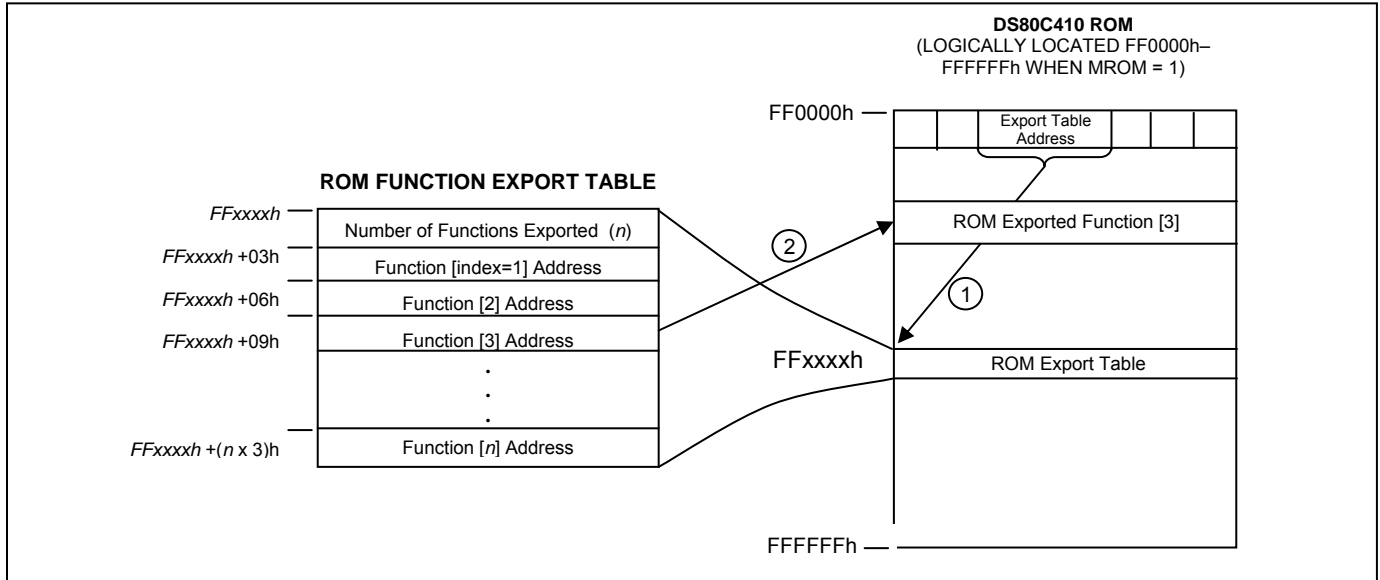 DS80C410 ROM
(LOGICALLY LOCATED FF0000h–
FFFFFFh WHEN MROM = 1)
FF0000h
Export Table
Address
ROM FUNCTION EXPORT TABLE
FFxxxxh
Number of Functions Exported (n)
ROM Exported Function [3]
2
FFxxxxh +03h
Function [index=1] Address
FFxxxxh +06h
Function [2] Address
1
FFxxxxh +09h
Function [3] Address
FFxxxxh
ROM Export Table
.
.
.
FFxxxxh +(n x 3)h
Function [n] Address
FFFFFFh